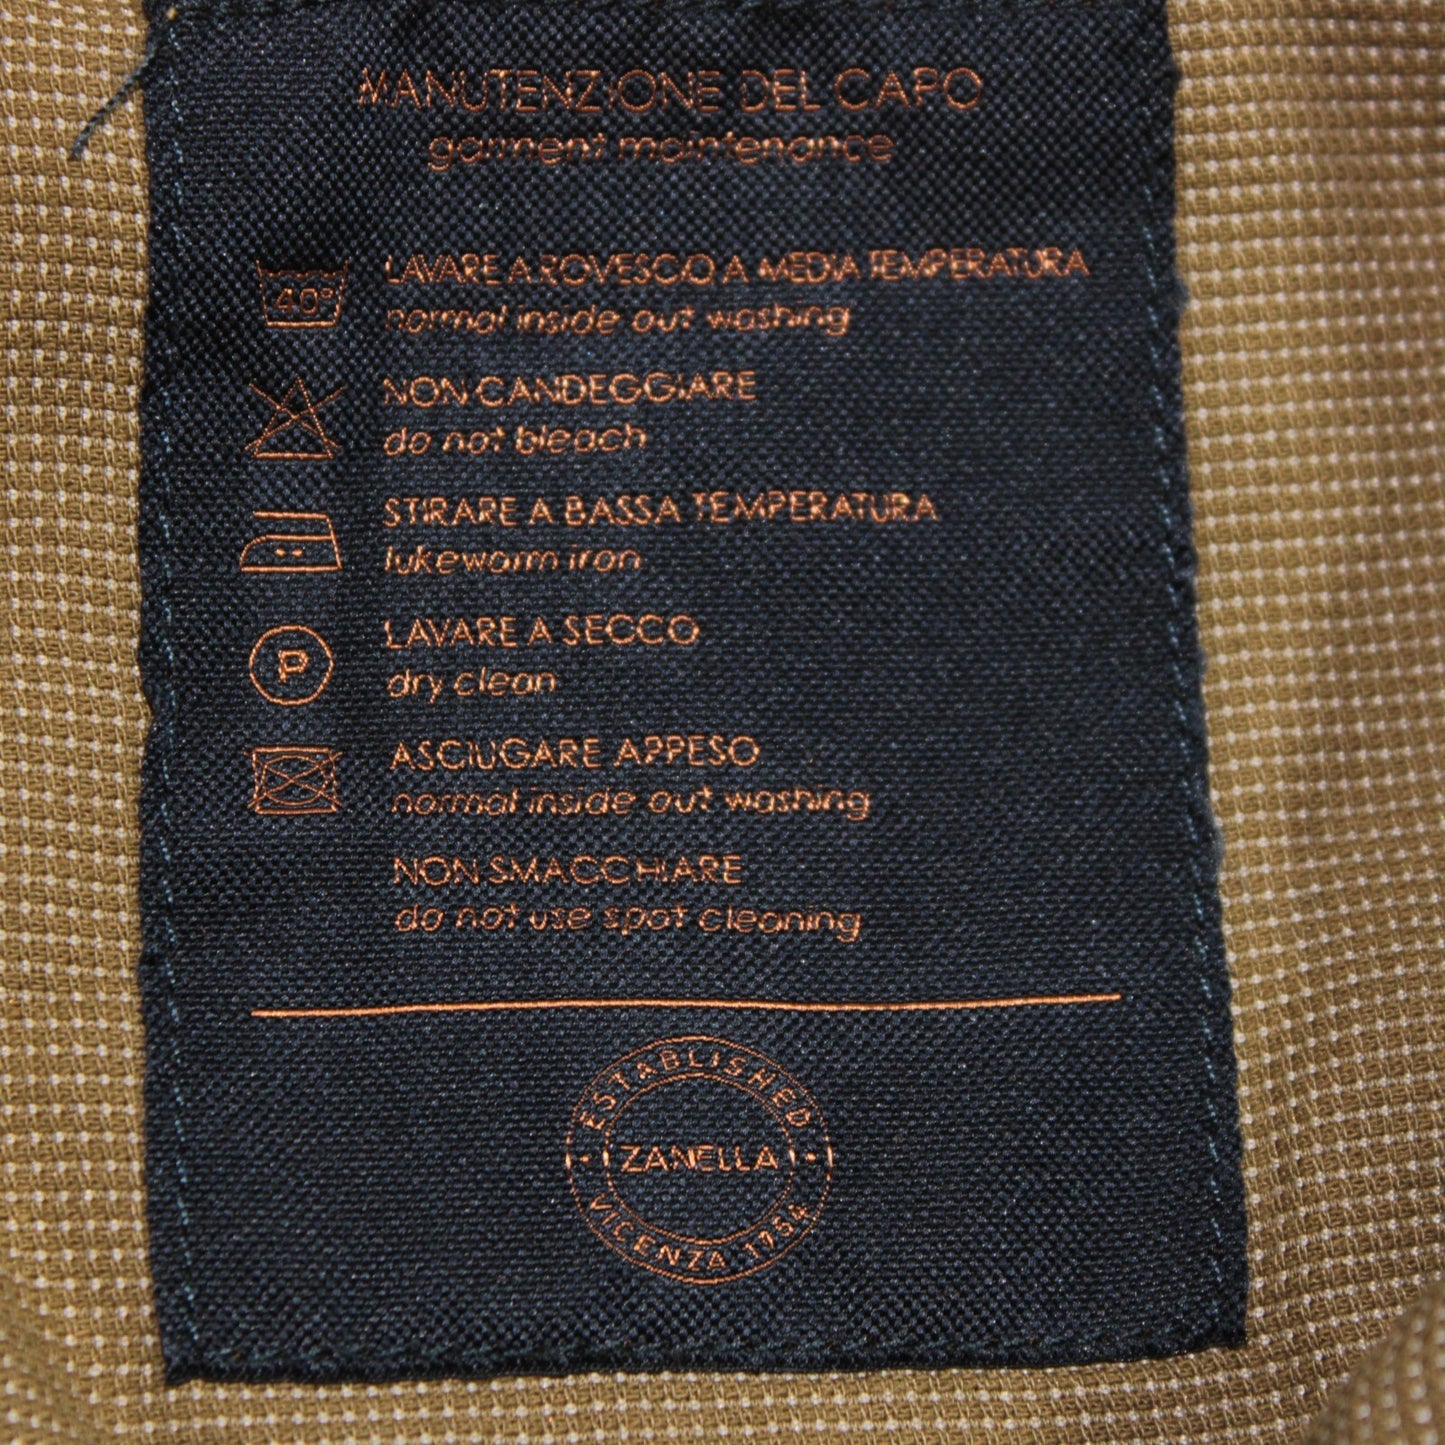 MANUTENZIONE DEL CAPO
garment maintenance
40°
LAVARE A ROVESCO A MEDIA TEMPERATURA
normal inside out washing
NON CANDEGGIARE
do not bleach
STIRARE A BASSA TEMPERATURA
lukewarm iron
P
LAVARE A SECCO
dry clean
ASCIUGARE APPESO
normal inside out washing
NON SMACCHIARE
do not use spot cleaning
ESTABLISHED
ZANELLA
VICENZA 1954